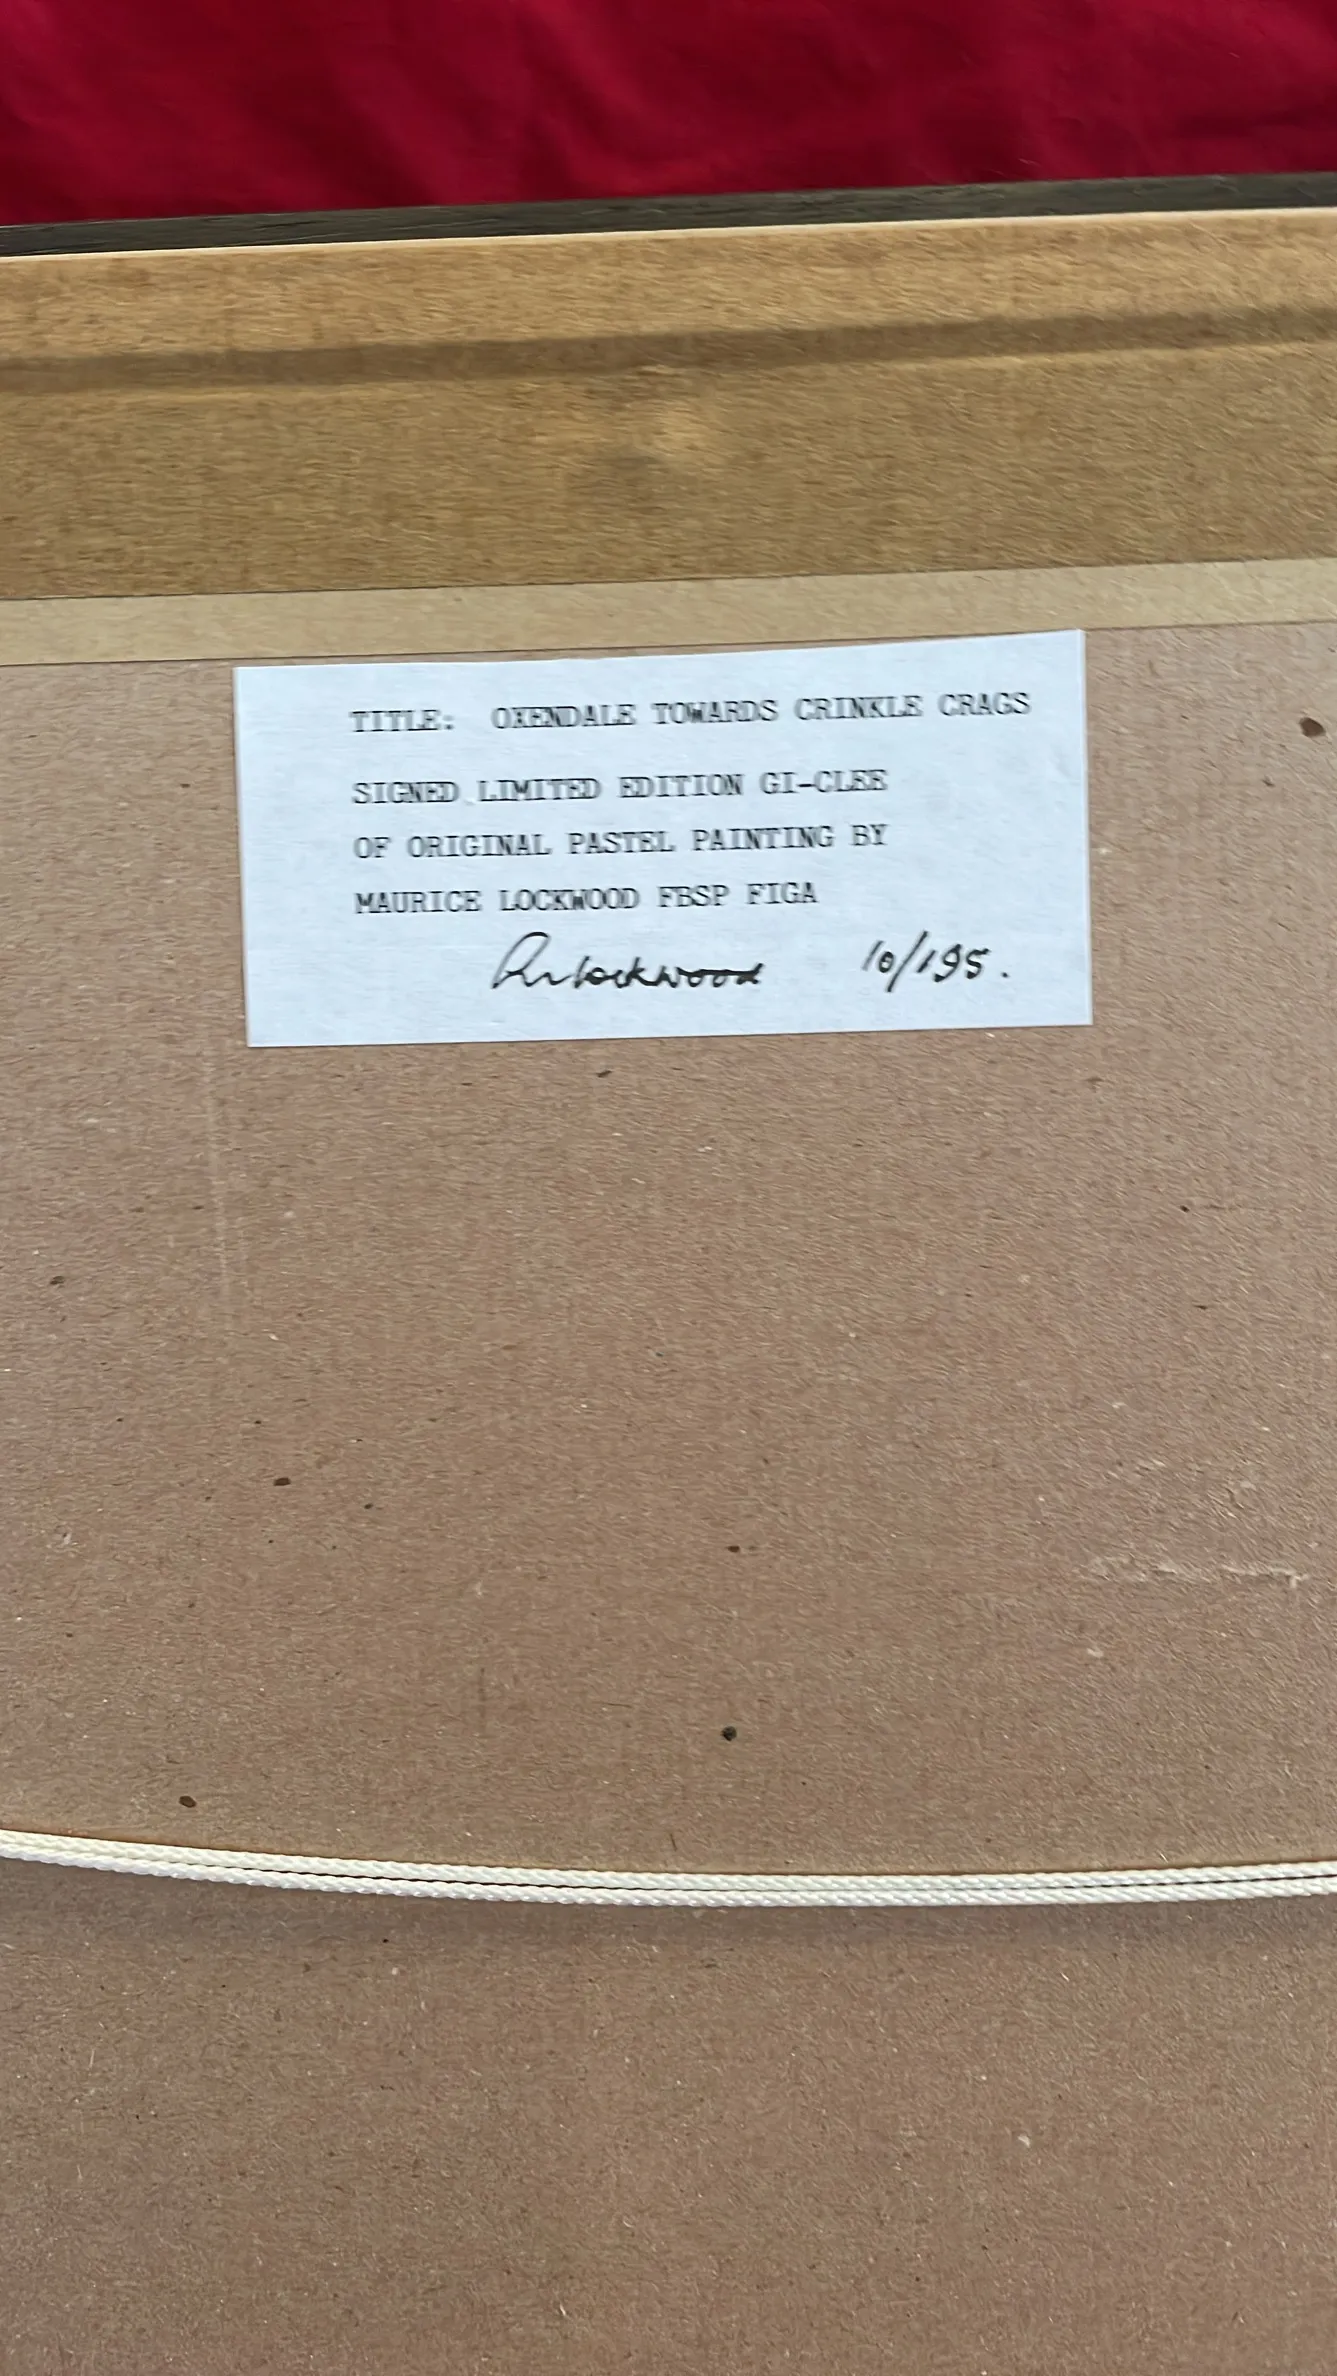 TITLE: OXENDALE TOWARDS CRINKLE CRAGS
SIGNED LIMITED EDITION GI-CLEE
OF ORIGINAL PASTEL PAINTING BY
MAURICE LOCKWOOD FBSP FIGA
Lockwood 10/195.